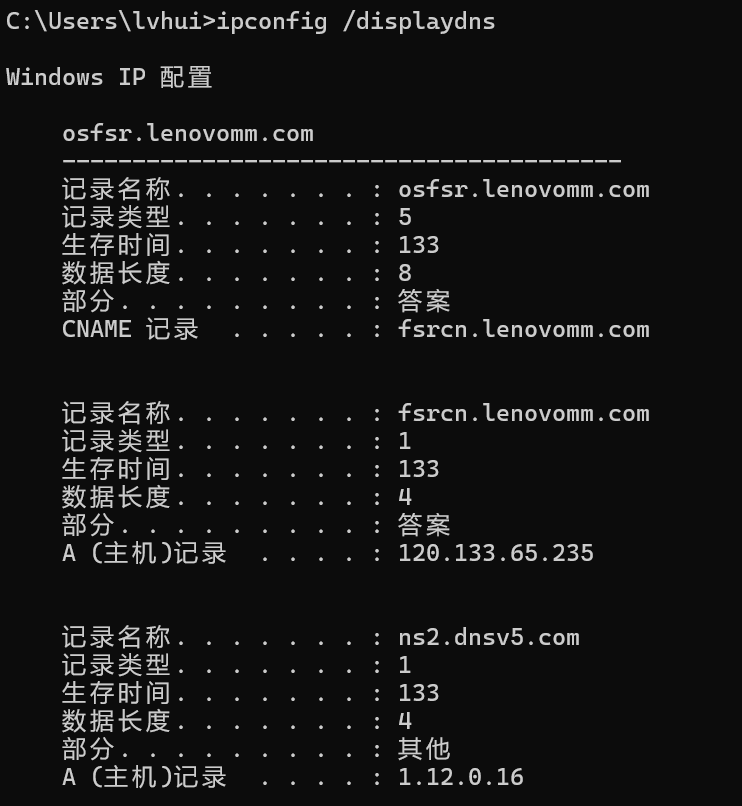 C:\Users\lvhui>ipconfig /displaydns
Windows IP 配置
osfsr.lenovomm.com
----------------------------------------
记录名称. . . . . . . : osfsr.lenovomm.com
记录类型. . . . . . . : 5
生存时间. . . . . . . : 133
数据长度. . . . . . . : 8
部分. . . . . . . . . : 答案
CNAME 记录  . . . . . : fsrcn.lenovomm.com
记录名称. . . . . . . : fsrcn.lenovomm.com
记录类型. . . . . . . : 1
生存时间. . . . . . . : 133
数据长度. . . . . . . : 4
部分. . . . . . . . . : 答案
A (主机)记录  . . . . : 120.133.65.235
记录名称. . . . . . . : ns2.dnsv5.com
记录类型. . . . . . . : 1
生存时间. . . . . . . : 133
数据长度. . . . . . . : 4
部分. . . . . . . . . : 其他
A (主机)记录  . . . . : 1.12.0.16